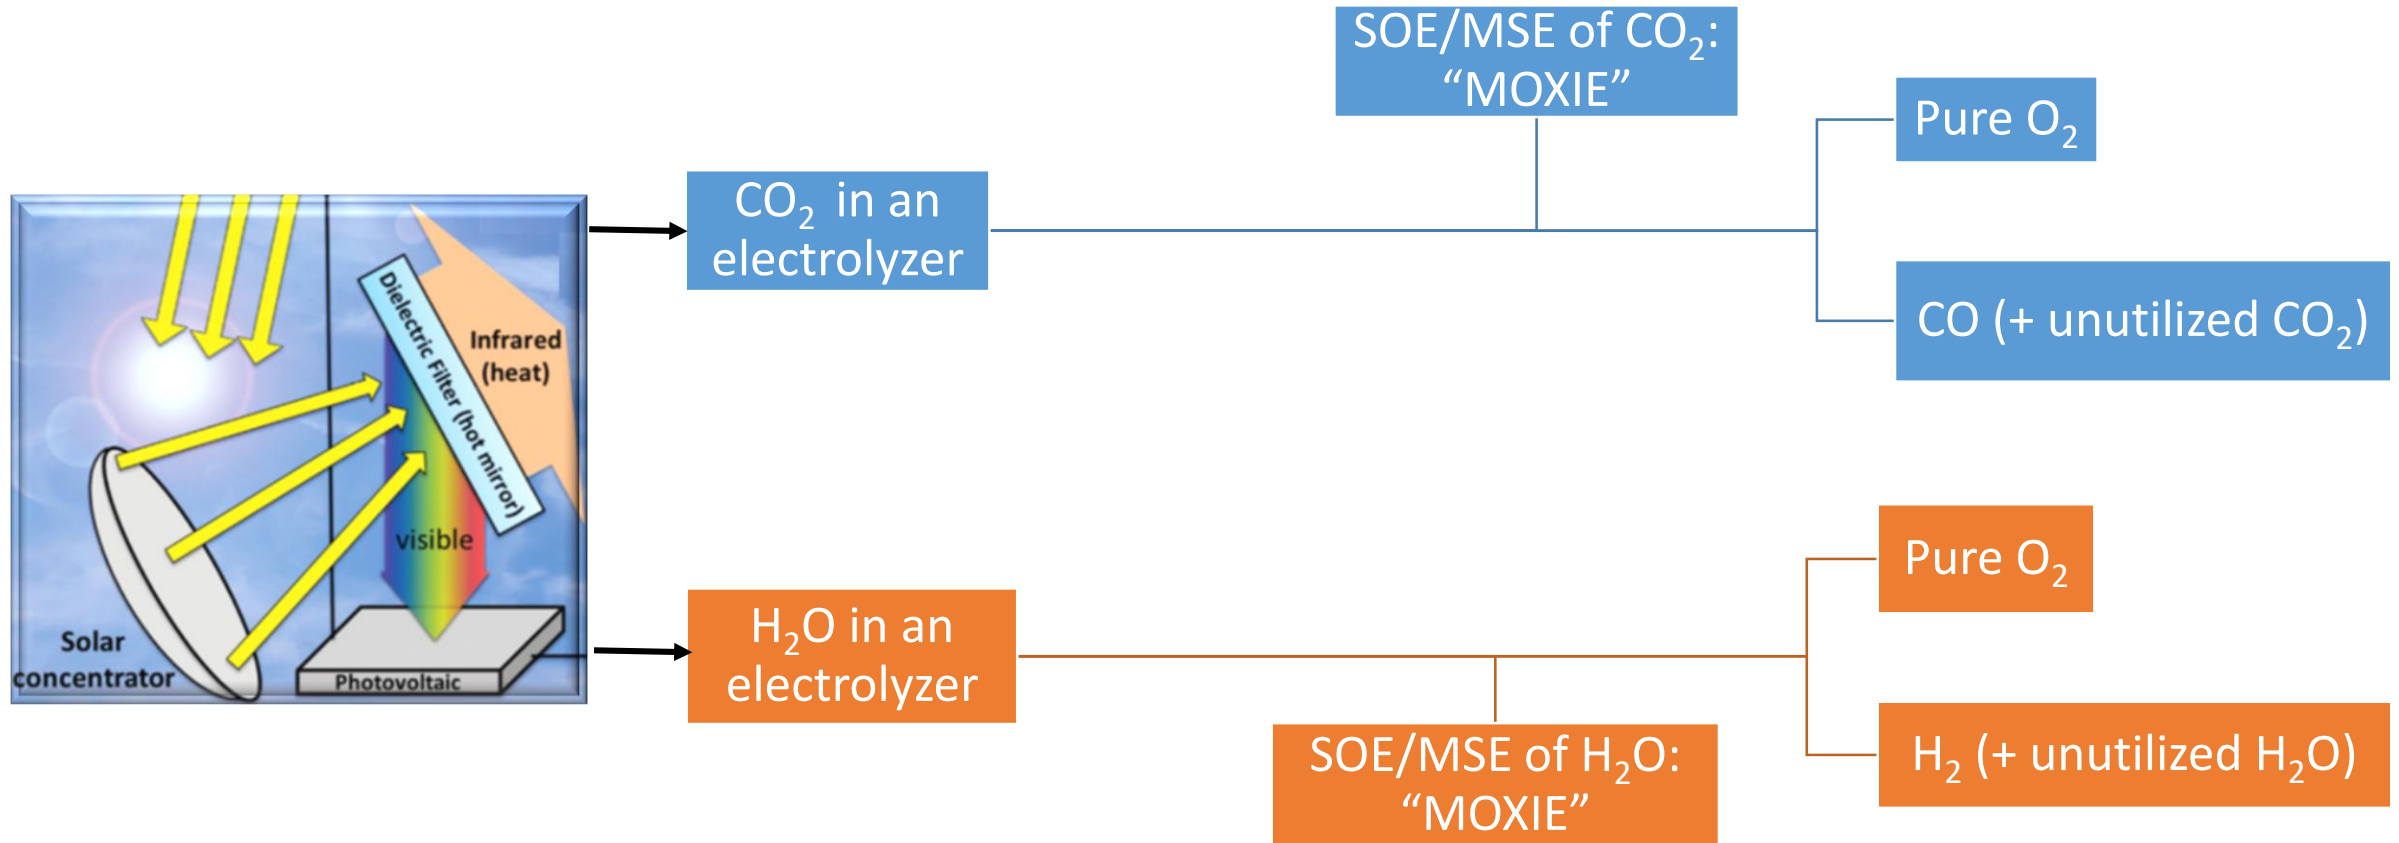 Dielectric Filter (hot mirror)
Infrared
(heat)
visible
Solar
concentrator
Photovoltaic
CO₂ in an
electrolyzer
SOE/MSE of CO₂:
“MOXIE”
Pure O₂
CO (+ unutilized CO₂)
H₂O in an
electrolyzer
SOE/MSE of H₂O:
“MOXIE”
Pure O₂
H₂ (+ unutilized H₂O)